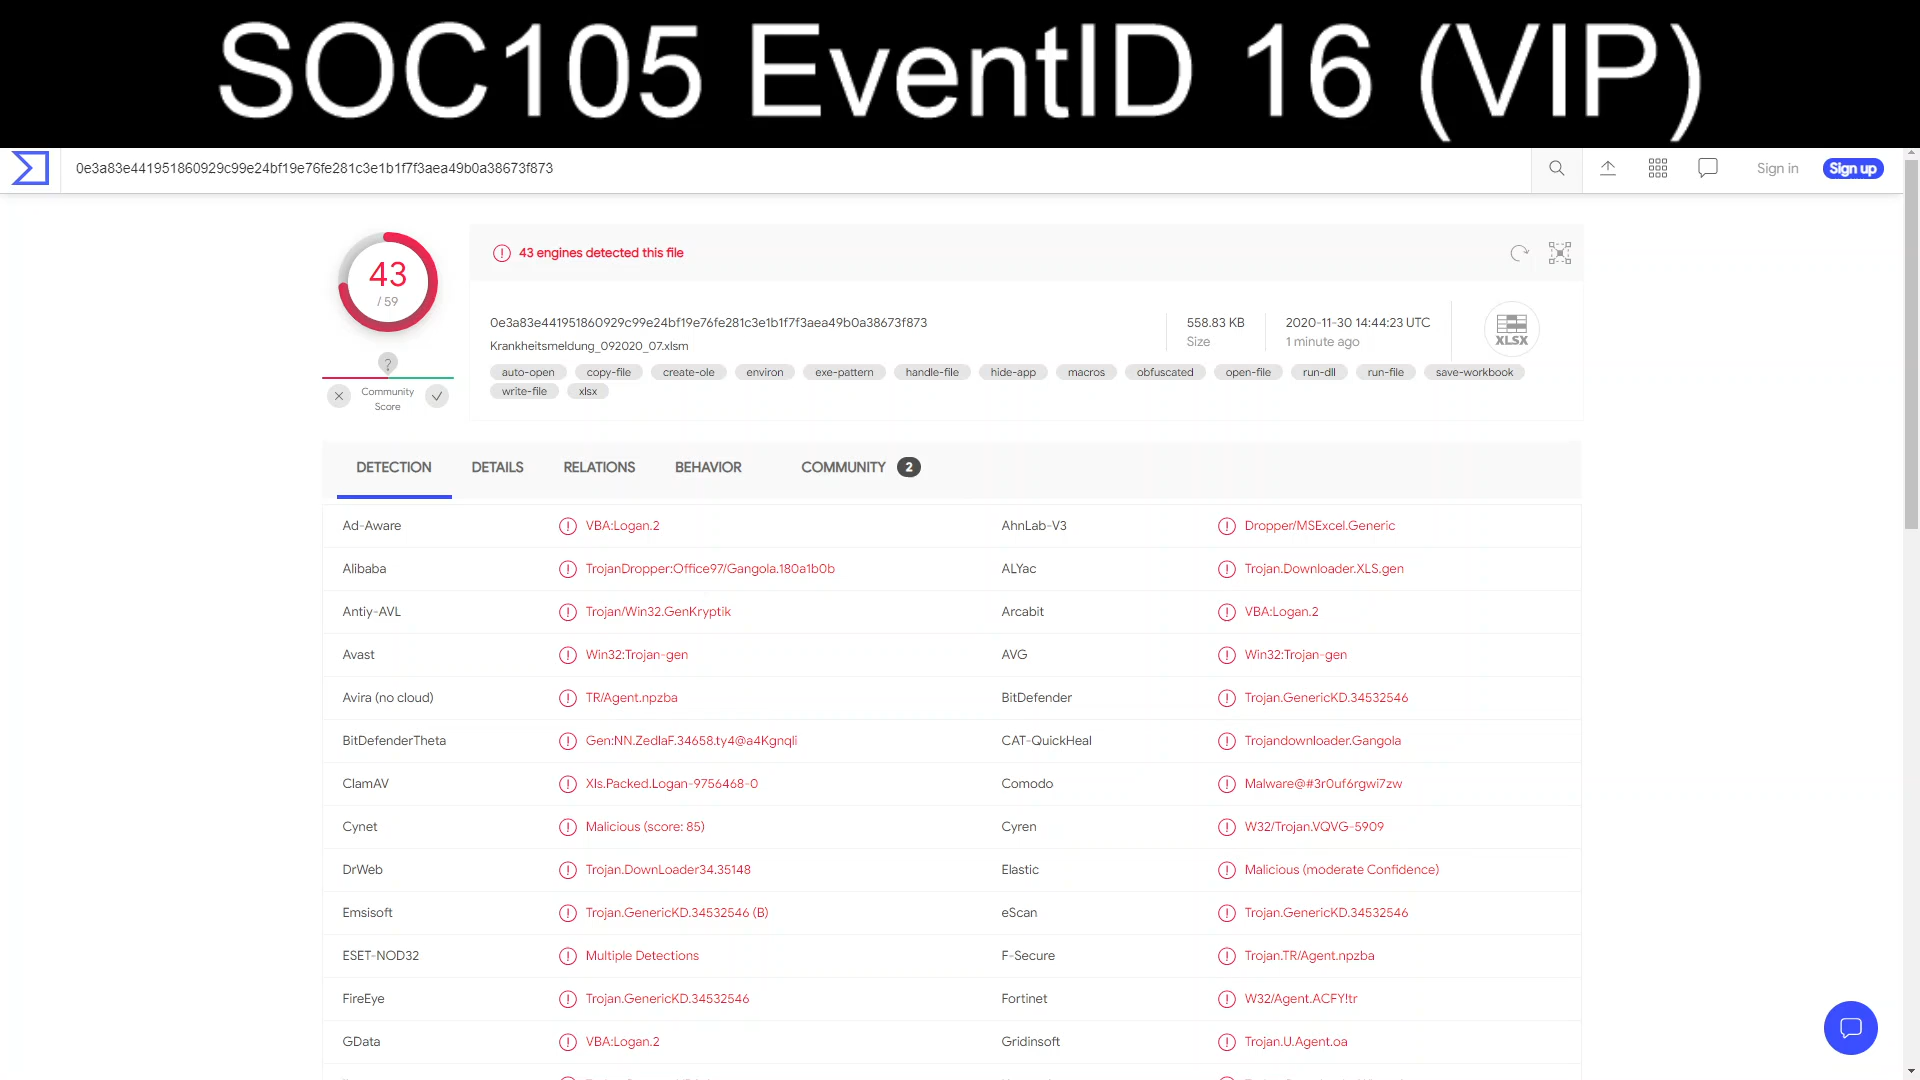 SOC105 EventID 16 (VIP)
0e3a83e441951860929c99e24bf19e76fe281c3e1b1f7f3aea49b0a38673f873
Sign in
Sign up
43
/ 59
?
Community
Score
43 engines detected this file
0e3a83e441951860929c99e24bf19e76fe281c3e1b1f7f3aea49b0a38673f873
Krankheitsmeldung_092020_07.xlsm
558.83 KB
Size
2020-11-30 14:44:23 UTC
1 minute ago
XLSX
auto-open copy-file create-ole environ exe-pattern handle-file hide-app macros obfuscated open-file run-dll run-file save-workbook
write-file xlsx
DETECTION DETAILS RELATIONS BEHAVIOR COMMUNITY 2
Ad-Aware VBA:Logan.2 AhnLab-V3 Dropper/MSExcel.Generic
Alibaba TrojanDropper:Office97/Gangola.180a1b0b ALYac Trojan.Downloader.XLS.gen
Antiy-AVL Trojan/Win32.GenKryptik Arcabit VBA:Logan.2
Avast Win32:Trojan-gen AVG Win32:Trojan-gen
Avira (no cloud) TR/Agent.npzba BitDefender Trojan.GenericKD.34532546
BitDefenderTheta Gen:NN.ZedlaF.34658.ty4@a4Kgnqli CAT-QuickHeal Trojandownloader.Gangola
ClamAV Xls.Packed.Logan-9756468-0 Comodo Malware@#3r0uf6rgwi7zw
Cynet Malicious (score: 85) Cyren W32/Trojan.VQVG-5909
DrWeb Trojan.DownLoader34.35148 Elastic Malicious (moderate Confidence)
Emsisoft Trojan.GenericKD.34532546 (B) eScan Trojan.GenericKD.34532546
ESET-NOD32 Multiple Detections F-Secure Trojan.TR/Agent.npzba
FireEye Trojan.GenericKD.34532546 Fortinet W32/Agent.ACFY!tr
GData VBA:Logan.2 Gridinsoft Trojan.U.Agent.oa